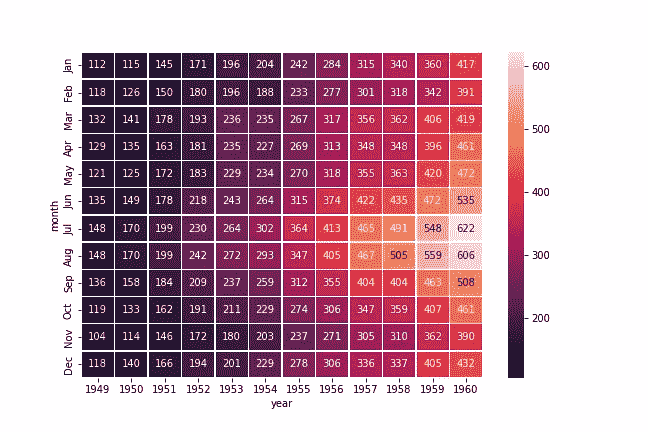 Jan 112 115 145 171 196 204 242 284 315 340 360 417
Feb 118 126 150 180 196 188 233 277 301 318 342 391
Mar 132 141 178 193 236 235 267 317 356 362 406 419
Apr 129 135 163 181 235 227 269 313 348 348 396 461
May 121 125 172 183 229 234 270 318 355 363 420 472
Jun 135 149 178 218 243 264 315 374 422 435 472 535
Jul 148 170 199 230 264 302 364 413 465 491 548 622
Aug 148 170 199 242 272 293 347 405 467 505 559 606
Sep 136 158 184 209 237 259 312 355 404 404 463 508
Oct 119 133 162 191 211 229 274 306 347 359 407 461
Nov 104 114 146 172 180 203 237 271 305 310 362 390
Dec 118 140 166 194 201 229 278 306 336 337 405 432
1949 1950 1951 1952 1953 1954 1955 1956 1957 1958 1959 1960
year
month
600
500
400
300
200